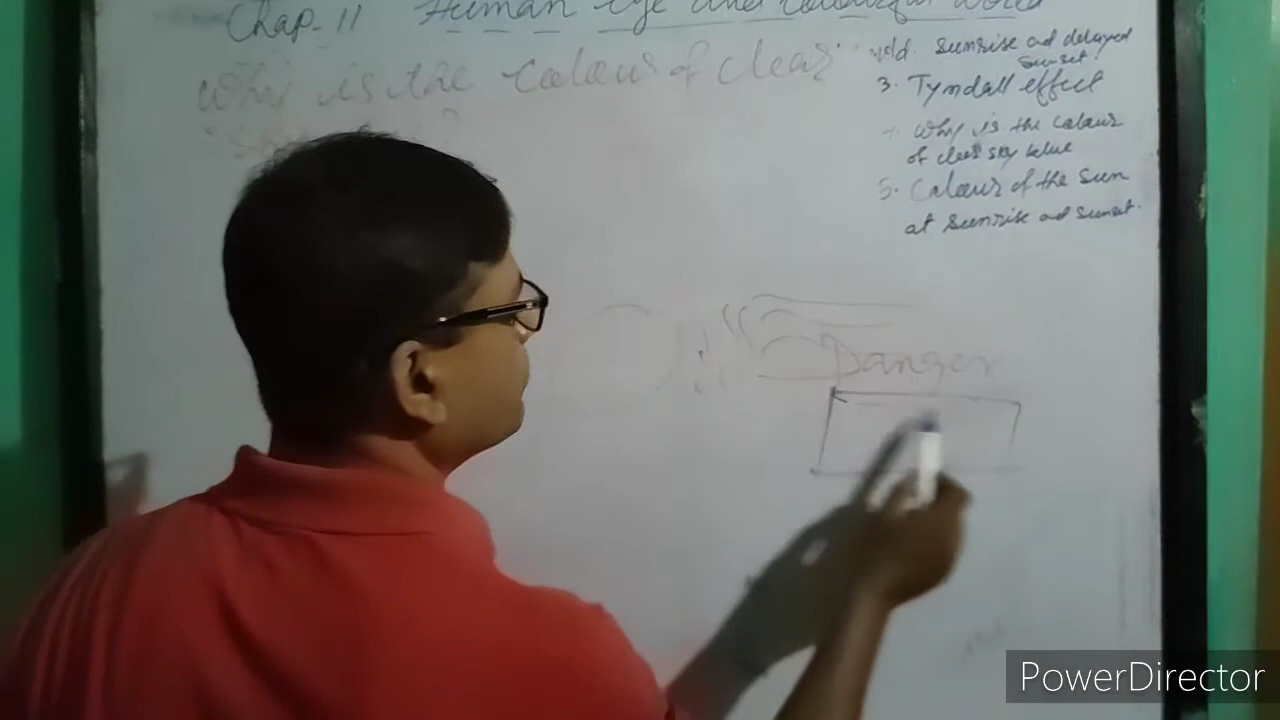 Chap. 11 Human eye and colourful world
Why is the Colour of clear
sunrise and delayed
sunset
3. Tyndall effect
Why is the Colour
of clear sky blue
5. Colour of the Sun
at sunrise and sunset.
Danger
PowerDirector